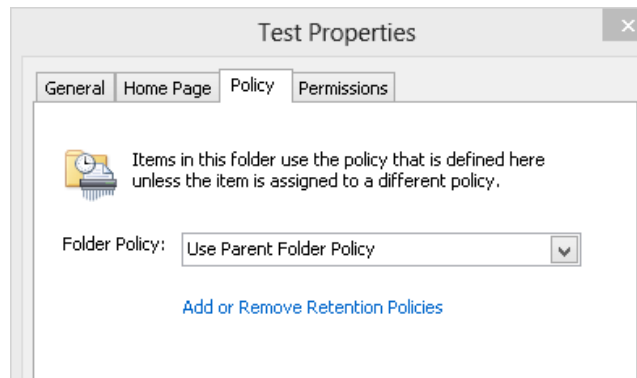 Test Properties
General Home Page Policy Permissions
Items in this folder use the policy that is defined here
unless the item is assigned to a different policy.
Folder Policy: Use Parent Folder Policy
Add or Remove Retention Policies